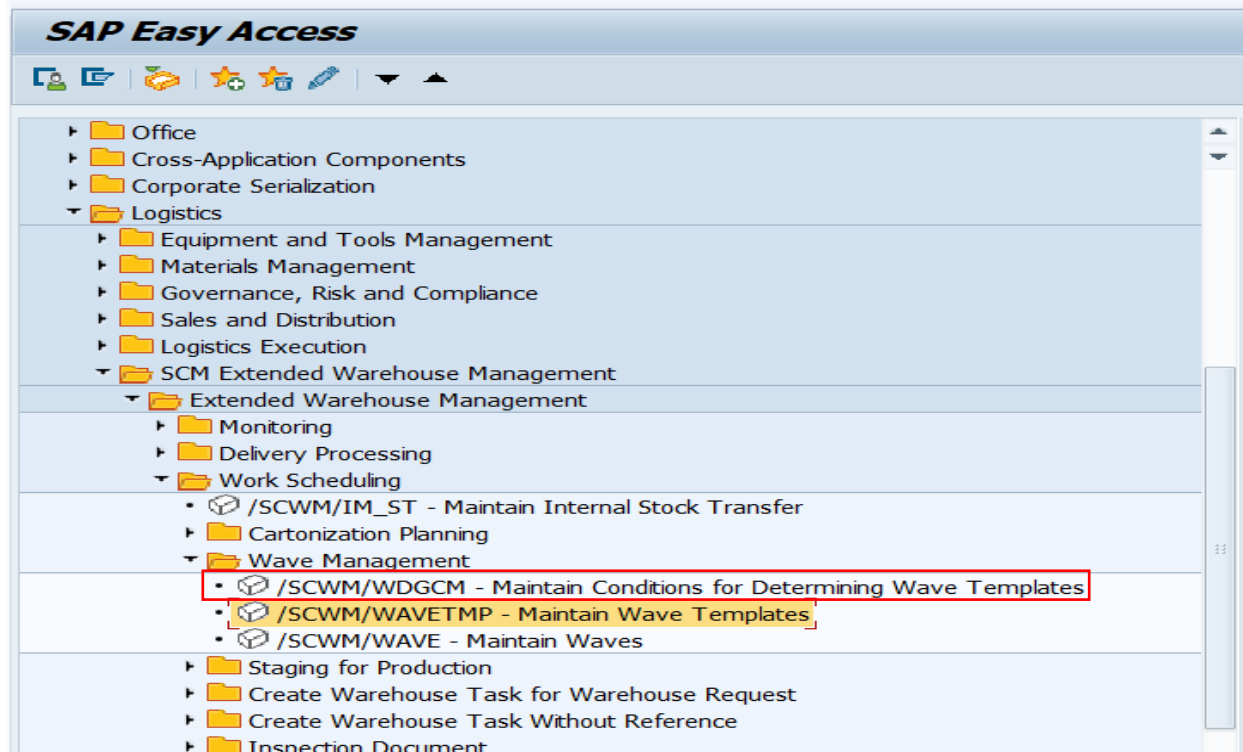 SAP Easy Access
Office
Cross-Application Components
Corporate Serialization
Logistics
Equipment and Tools Management
Materials Management
Governance, Risk and Compliance
Sales and Distribution
Logistics Execution
SCM Extended Warehouse Management
Extended Warehouse Management
Monitoring
Delivery Processing
Work Scheduling
/SCWM/IM_ST - Maintain Internal Stock Transfer
Cartonization Planning
Wave Management
/SCWM/WDGCM - Maintain Conditions for Determining Wave Templates
/SCWM/WAVETMP - Maintain Wave Templates
/SCWM/WAVE - Maintain Waves
Staging for Production
Create Warehouse Task for Warehouse Request
Create Warehouse Task Without Reference
Inspection Document